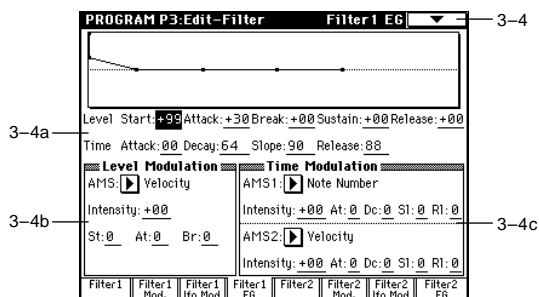 PROGRAM P3:Edit-Filter Filter1 EG 3–4
Level Start:+99 Attack:+30 Break:+00 Sustain:+00 Release:+00
3–4a
Time Attack:00 Decay:64 Slope:90 Release:88
Level Modulation Time Modulation
AMS: Velocity AMS1: Note Number
Intensity:+00 Intensity:+00 At:0 Dc:0 Sl:0 Rl:0
3–4b 3–4c
St:0 At:0 Br:0 AMS2: Velocity
Intensity:+00 At:0 Dc:0 Sl:0 Rl:0
Filter1 Filter1 Mod. Filter1 lfo Mod Filter1 EG Filter2 Filter2 Mod. Filter2 lfo Mod Filter2 EG